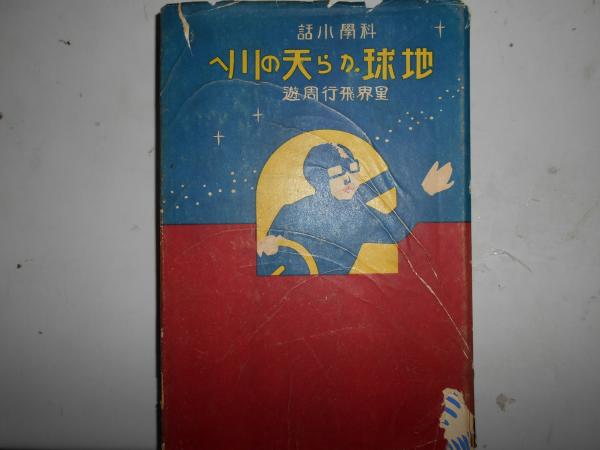 科學小話
地球から天の川へ
星界飛行周遊